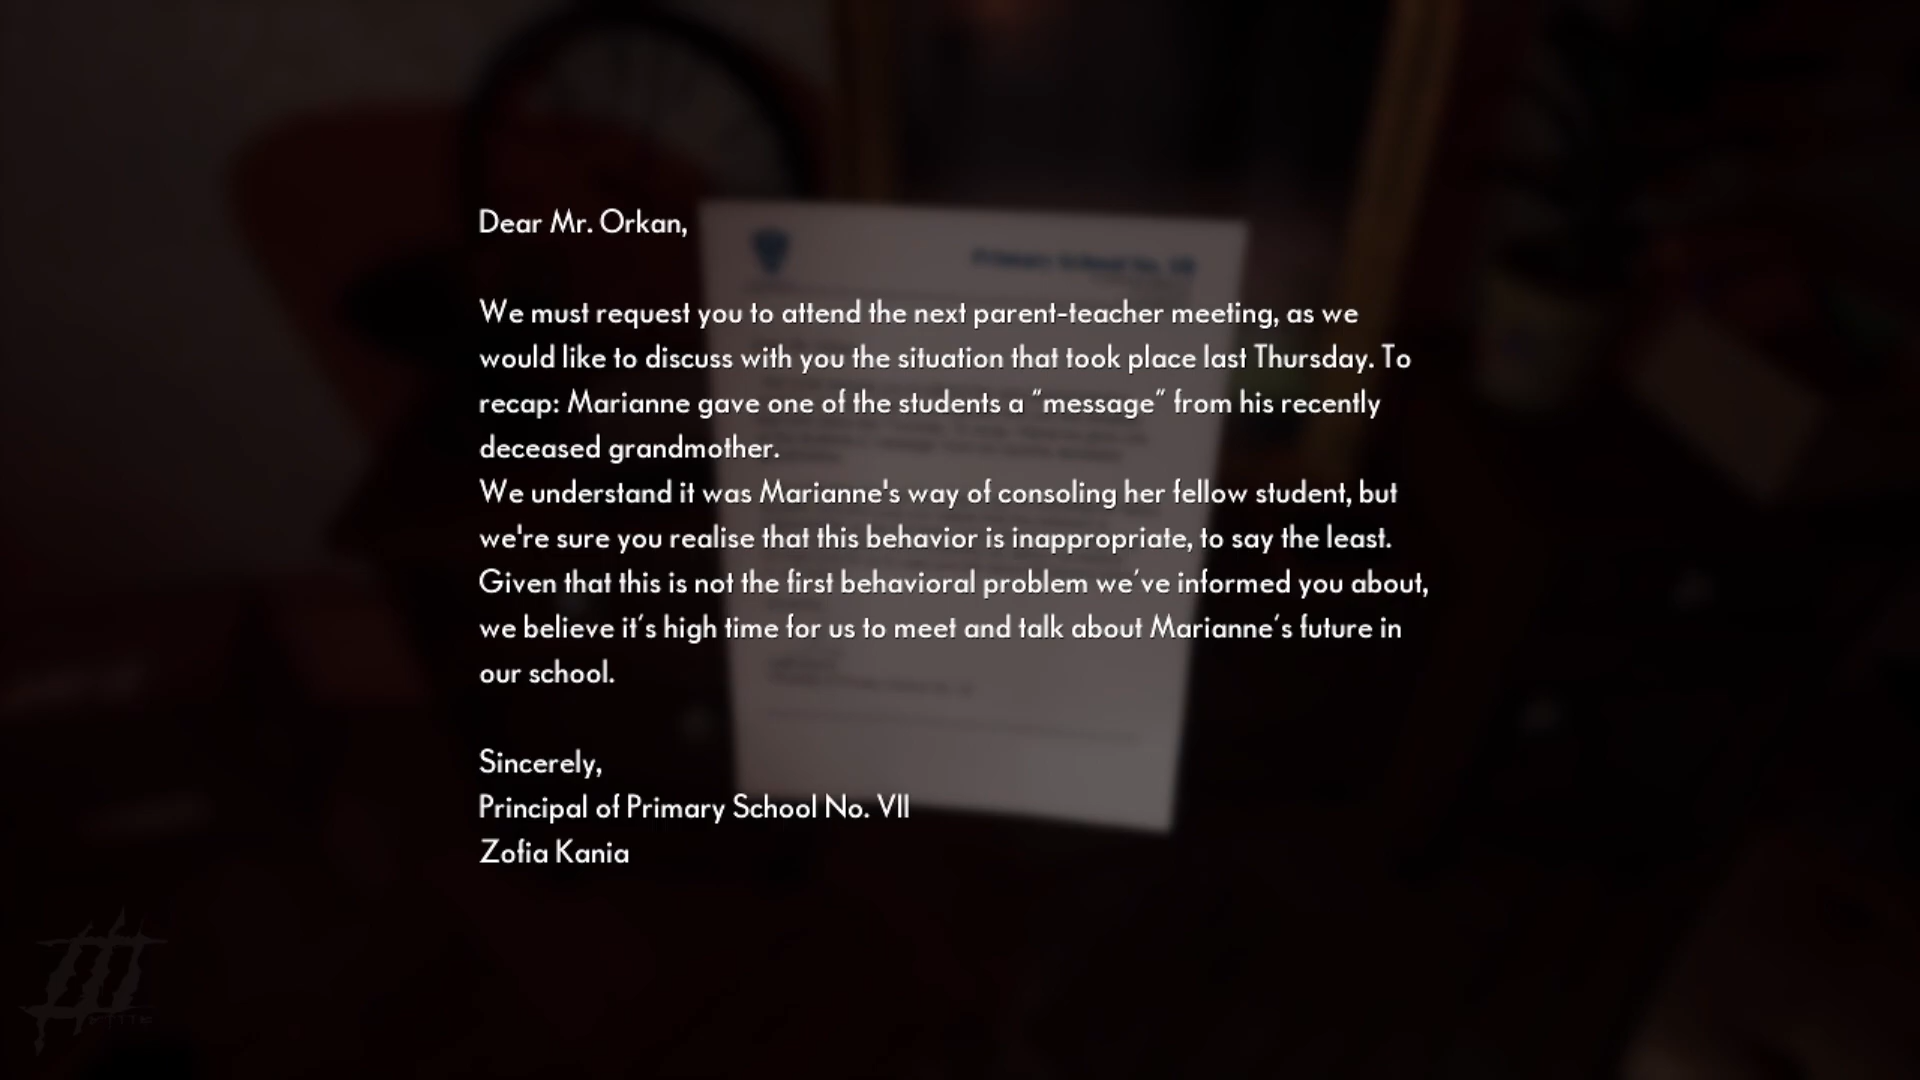 Dear Mr. Orkan,
We must request you to attend the next parent-teacher meeting, as we
would like to discuss with you the situation that took place last Thursday. To
recap: Marianne gave one of the students a "message" from his recently
deceased grandmother.
We understand it was Marianne's way of consoling her fellow student, but
we're sure you realise that this behavior is inappropriate, to say the least.
Given that this is not the first behavioral problem we've informed you about,
we believe it's high time for us to meet and talk about Marianne's future in
our school.
Sincerely,
Principal of Primary School No. VII
Zofia Kania
Primary School No. VII